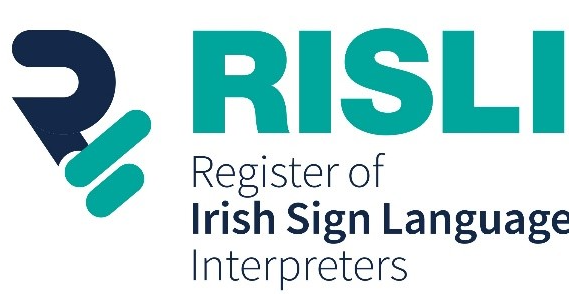 RISLI
Register of
Irish Sign Language
Interpreters